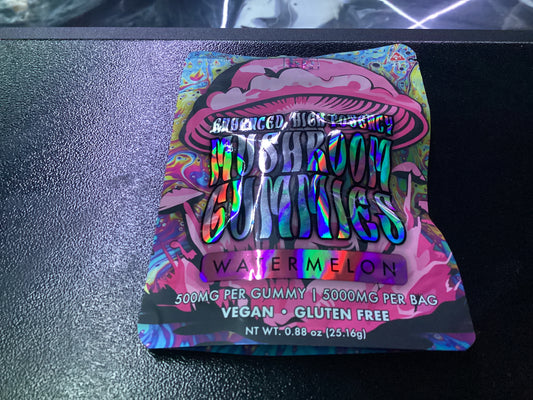 ADVANCED HIGH POTENCY
MUSHROOM
GUMMIES
WATERMELON
500MG PER GUMMY | 5000MG PER BAG
VEGAN • GLUTEN FREE
NT WT. 0.88 oz (25.16g)